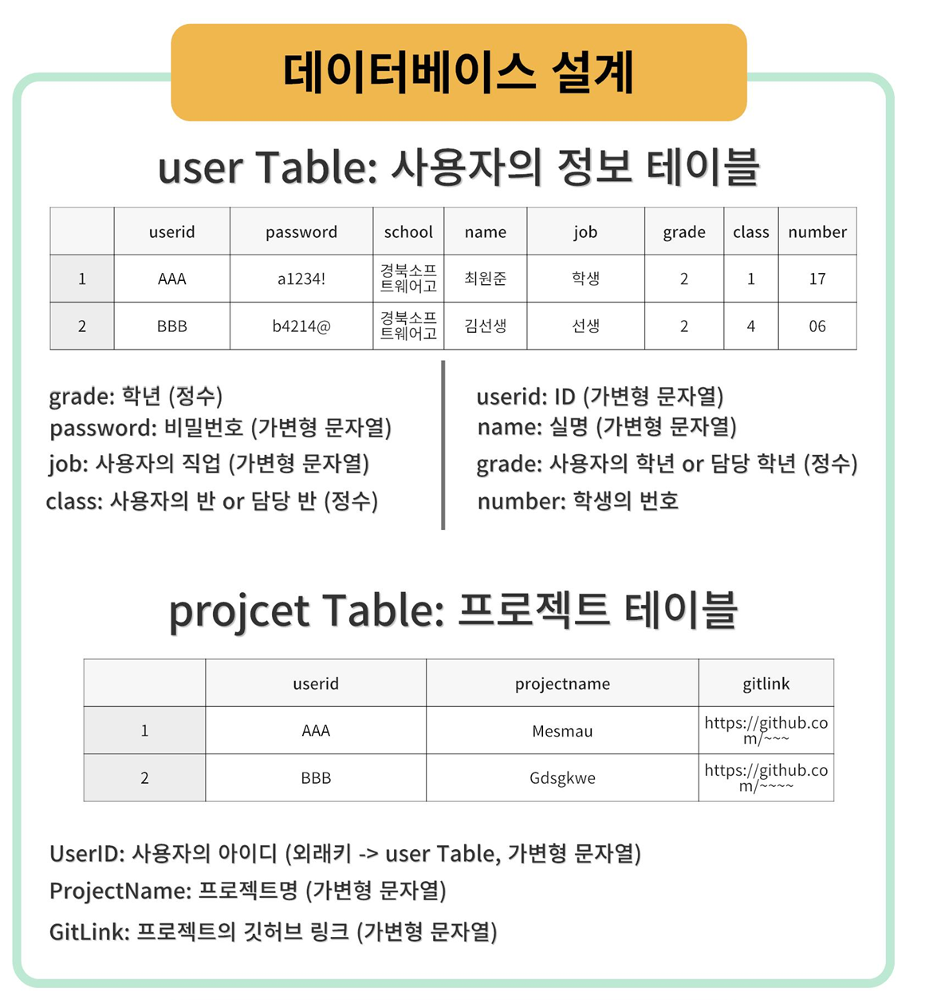 데이터베이스 설계
user Table: 사용자의 정보 테이블
userid password school name job grade class number
1 AAA a1234! 경북소프트웨어고 최원준 학생 2 1 17
2 BBB b4214@ 경북소프트웨어고 김선생 선생 2 4 06
grade: 학년 (정수)
password: 비밀번호 (가변형 문자열)
job: 사용자의 직업 (가변형 문자열)
class: 사용자의 반 or 담당 반 (정수)
userid: ID (가변형 문자열)
name: 실명 (가변형 문자열)
grade: 사용자의 학년 or 담당 학년 (정수)
number: 학생의 번호
projcet Table: 프로젝트 테이블
userid projectname gitlink
1 AAA Mesmau https://github.com/~~~
2 BBB Gdsgkwe https://github.com/~~~~
UserID: 사용자의 아이디 (외래키 -> user Table, 가변형 문자열)
ProjectName: 프로젝트명 (가변형 문자열)
GitLink: 프로젝트의 깃허브 링크 (가변형 문자열)